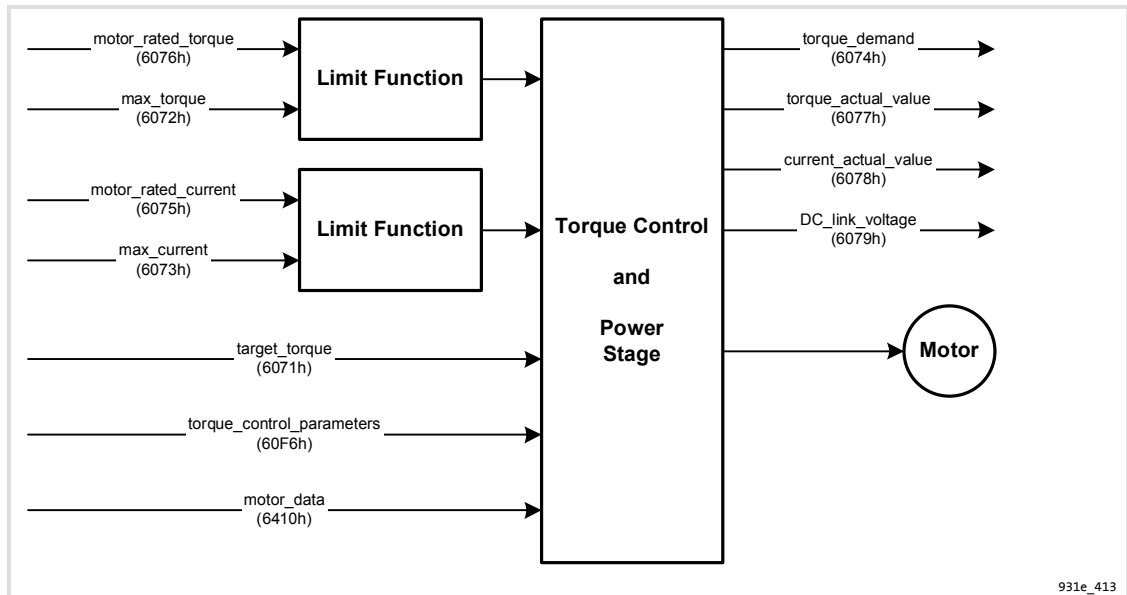 motor_rated_torque
(6076h)
max_torque
(6072h)
Limit Function
motor_rated_current
(6075h)
max_current
(6073h)
Limit Function
target_torque
(6071h)
torque_control_parameters
(60F6h)
motor_data
(6410h)
Torque Control
and
Power
Stage
torque_demand
(6074h)
torque_actual_value
(6077h)
current_actual_value
(6078h)
DC_link_voltage
(6079h)
Motor
931e_413